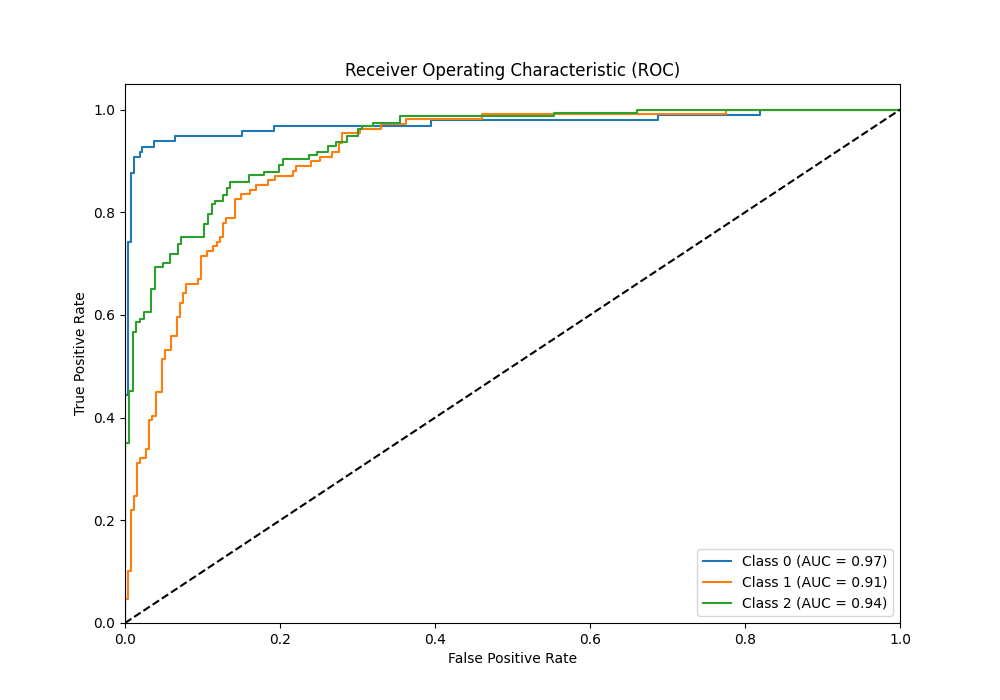 Receiver Operating Characteristic (ROC)
True Positive Rate
1.0
0.8
0.6
0.4
0.2
0.0
0.0 0.2 0.4 0.6 0.8 1.0
False Positive Rate
Class 0 (AUC = 0.97)
Class 1 (AUC = 0.91)
Class 2 (AUC = 0.94)